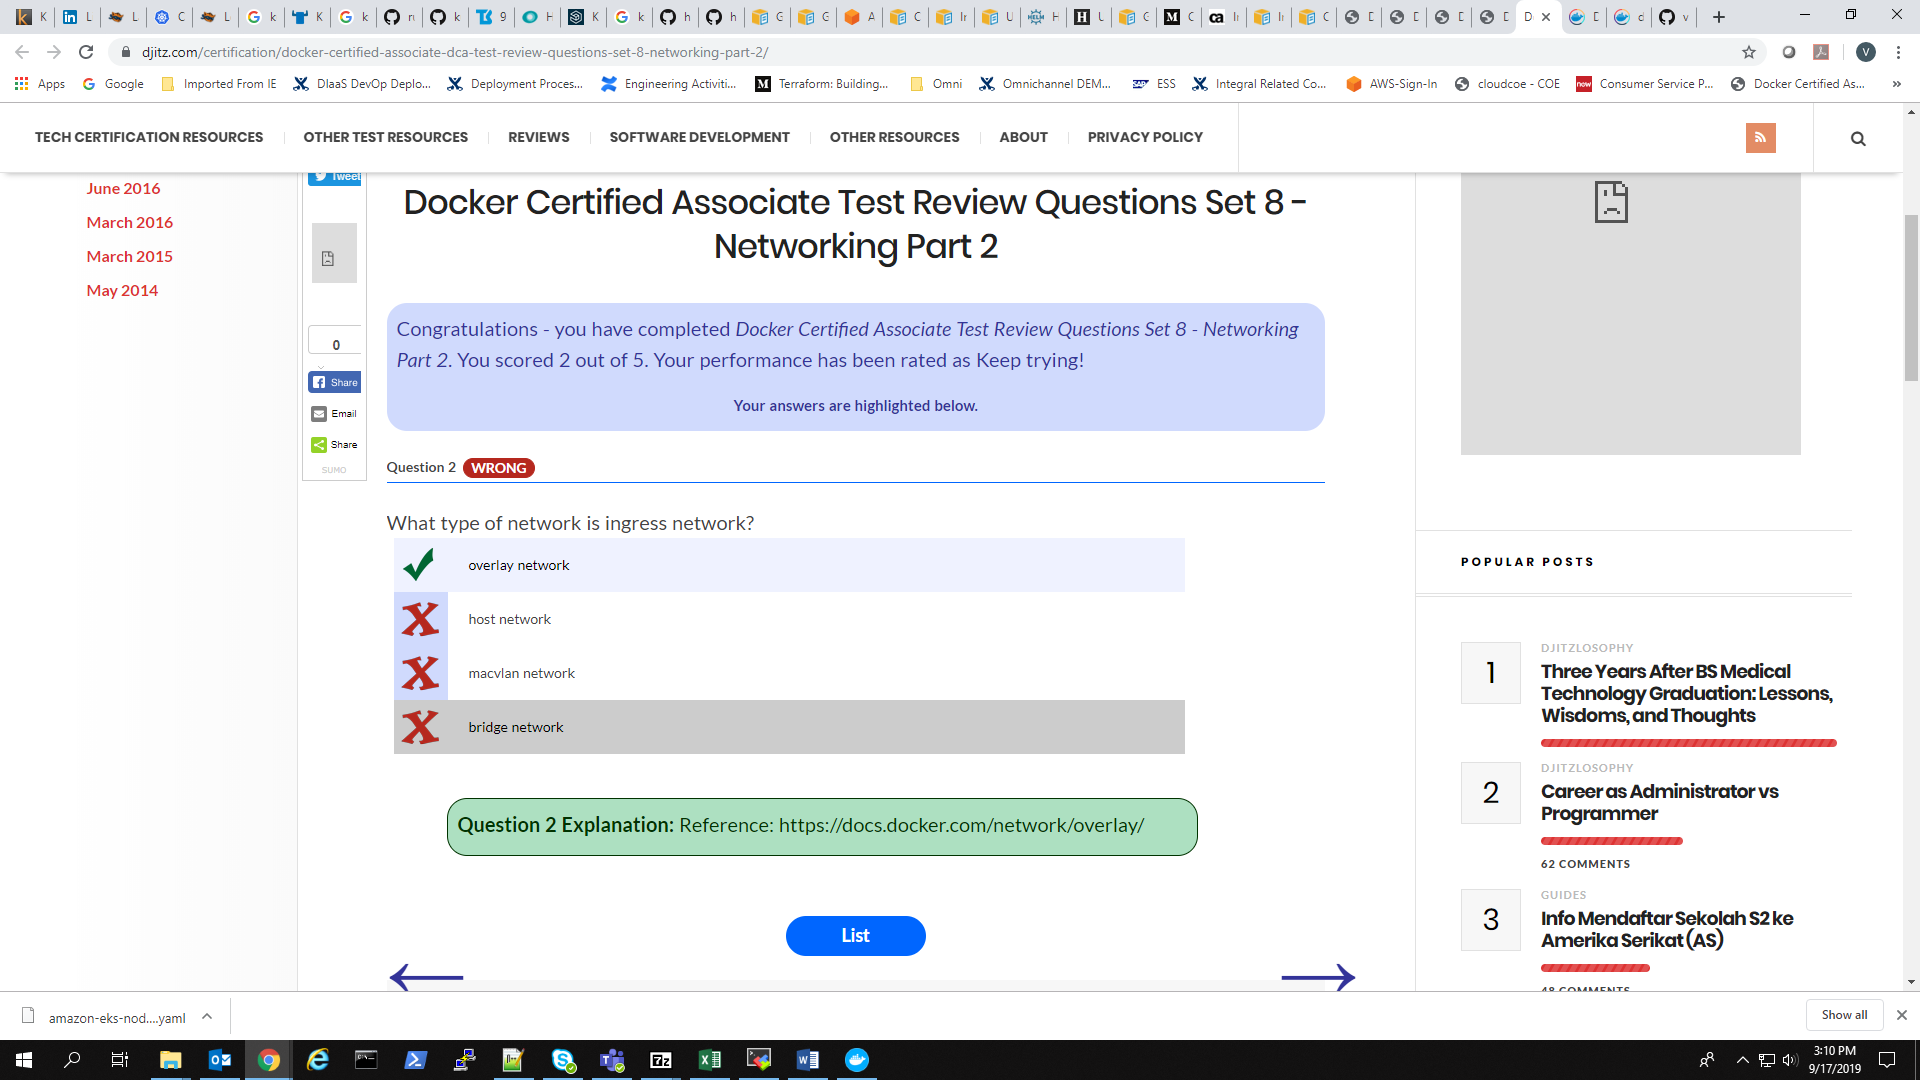 K
L
L
C
L
k
K
k
ru
k
9
H
K
k
h
h
G
G
A
C
Ir
U
H
U
G
C
Ir
Ir
C
D
D
D
D
D
D
d
v
djitz.com/certification/docker-certified-associate-dca-test-review-questions-set-8-networking-part-2/
V
Apps
Google
Imported From IE
DIaaS DevOp Deplo...
Deployment Proces...
Engineering Activiti...
Terraform: Building...
Omni
Omnichannel DEM...
ESS
Integral Related Co...
AWS-Sign-In
cloudcoe - COE
Consumer Service P...
Docker Certified As...
»
TECH CERTIFICATION RESOURCES
OTHER TEST RESOURCES
REVIEWS
SOFTWARE DEVELOPMENT
OTHER RESOURCES
ABOUT
PRIVACY POLICY
June 2016
March 2016
March 2015
May 2014
Tweet
0
Share
Email
Share
SUMO
Docker Certified Associate Test Review Questions Set 8 -
Networking Part 2
Congratulations - you have completed Docker Certified Associate Test Review Questions Set 8 - Networking
Part 2. You scored 2 out of 5. Your performance has been rated as Keep trying!
Your answers are highlighted below.
Question 2 WRONG
What type of network is ingress network?
overlay network
host network
macvlan network
bridge network
Question 2 Explanation: Reference: https://docs.docker.com/network/overlay/
List
POPULAR POSTS
1
DJITZLOSOPHY
Three Years After BS Medical
Technology Graduation: Lessons,
Wisdoms, and Thoughts
2
DJITZLOSOPHY
Career as Administrator vs
Programmer
62 COMMENTS
3
GUIDES
Info Mendaftar Sekolah S2 ke
Amerika Serikat (AS)
48 COMMENTS
amazon-eks-nod....yaml
Show all
3:10 PM
9/17/2019